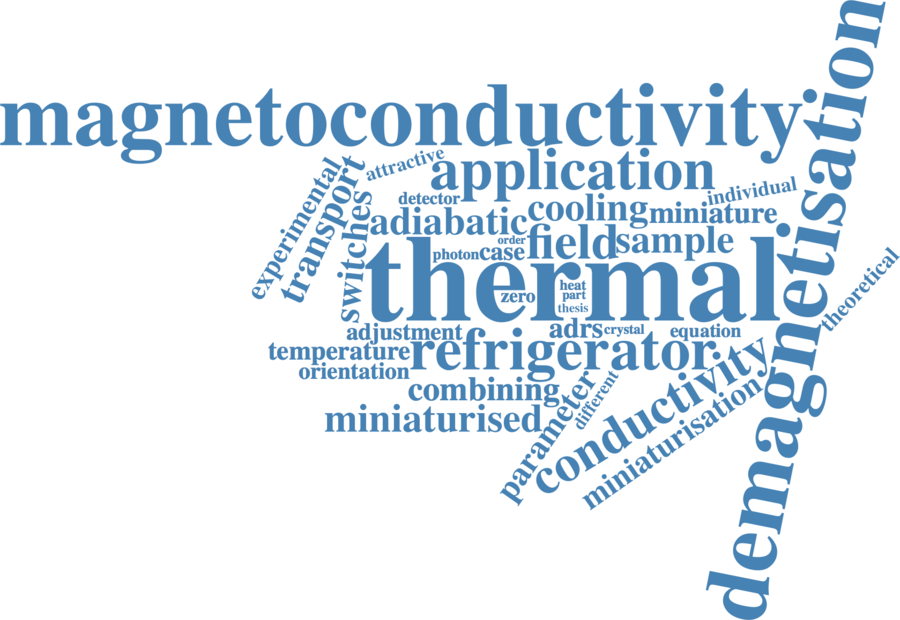 demagnetisation
magnetoconductivity
attractive
application
experimental
transport
switches
detector
individual
adiabatic
cooling
miniature
order
field
sample
photon
case
thermal
theoretical
zero
heat
part
thesis
adjustment
adrs
crystal
equation
temperature
refrigerator
orientation
combining
parameter
different
conductivity
miniaturisation
miniaturised